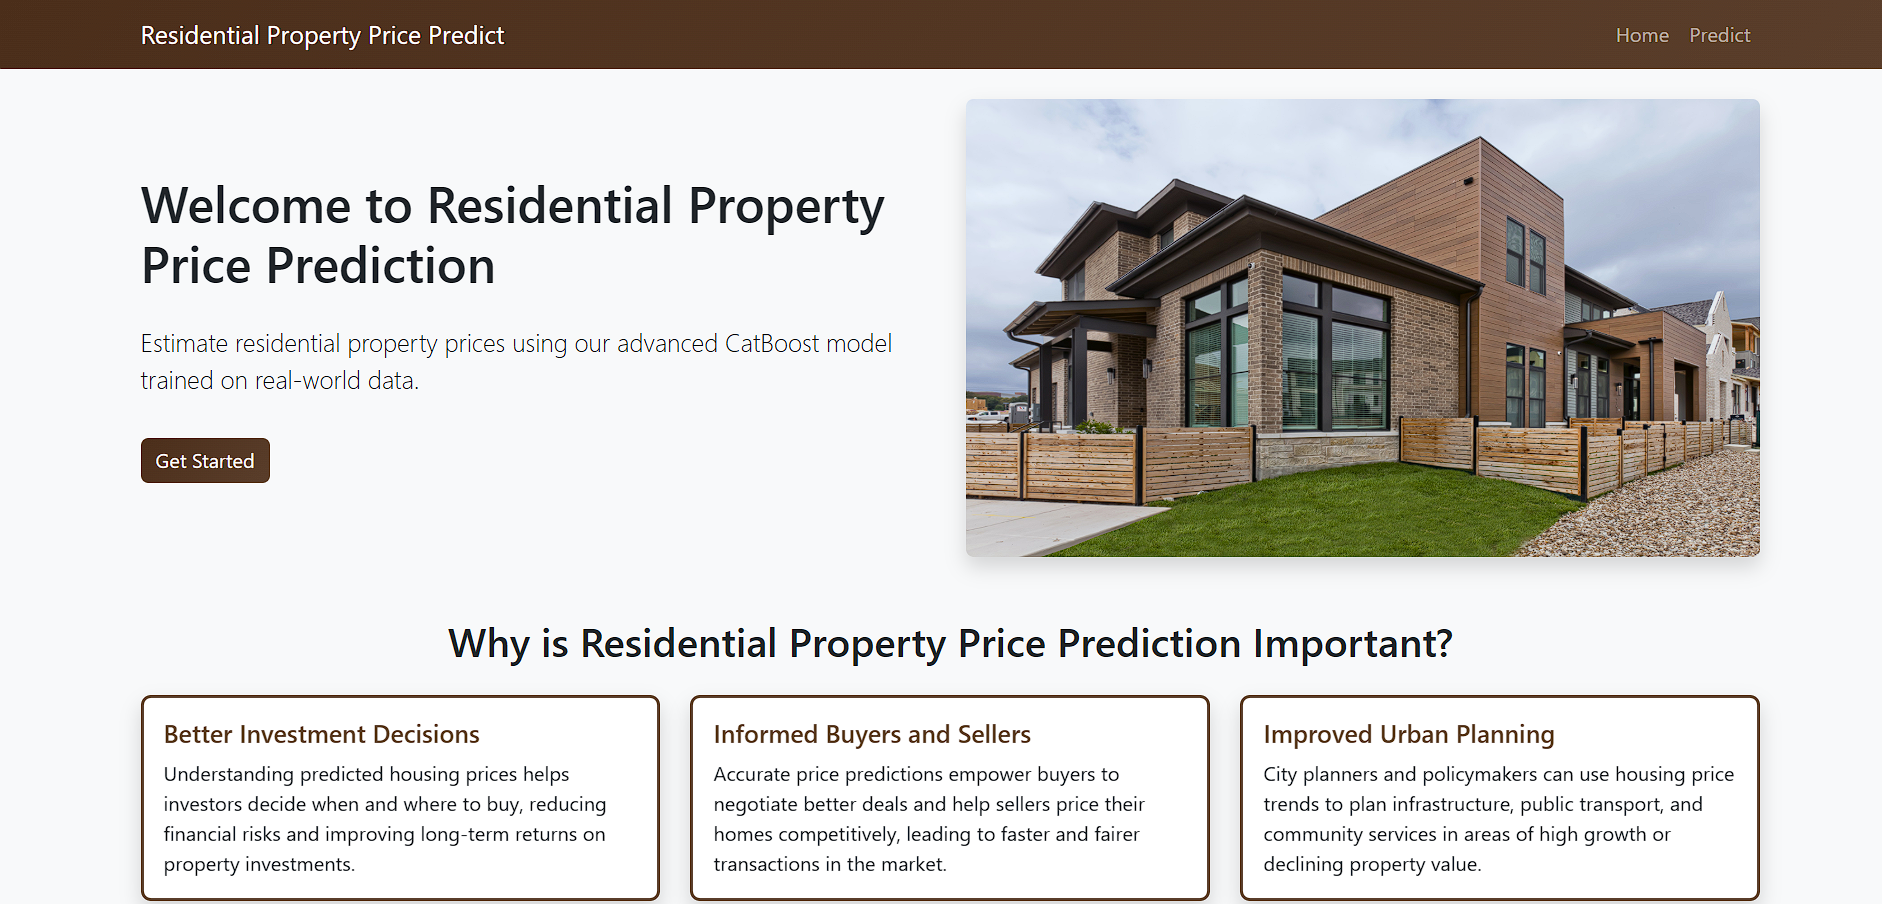 Residential Property Price Predict
Home Predict
Welcome to Residential Property
Price Prediction
Estimate residential property prices using our advanced CatBoost model
trained on real-world data.
Get Started
Why is Residential Property Price Prediction Important?
Better Investment Decisions
Understanding predicted housing prices helps
investors decide when and where to buy, reducing
financial risks and improving long-term returns on
property investments.
Informed Buyers and Sellers
Accurate price predictions empower buyers to
negotiate better deals and help sellers price their
homes competitively, leading to faster and fairer
transactions in the market.
Improved Urban Planning
City planners and policymakers can use housing price
trends to plan infrastructure, public transport, and
community services in areas of high growth or
declining property value.